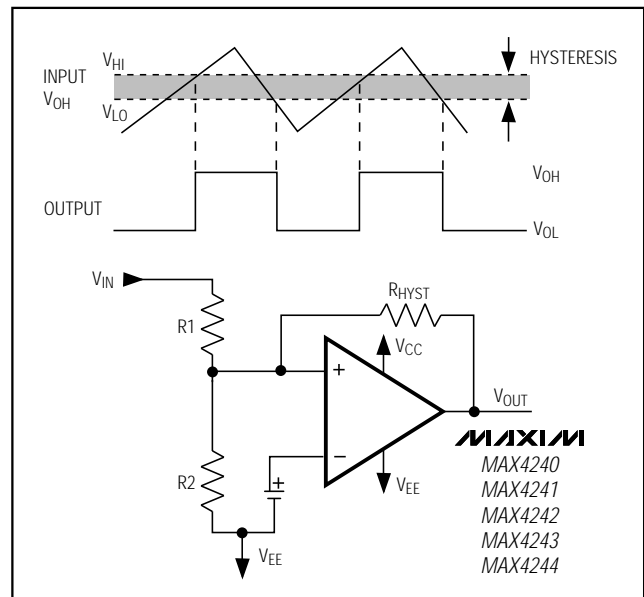 VHI
HYSTERESIS
INPUT
VOH
VLO
VOH
OUTPUT
VOL
VIN
RHYST
R1
VCC
+
VOUT
MAXIM
−
R2
+
MAX4240
MAX4241
MAX4242
MAX4243
MAX4244
VEE
VEE